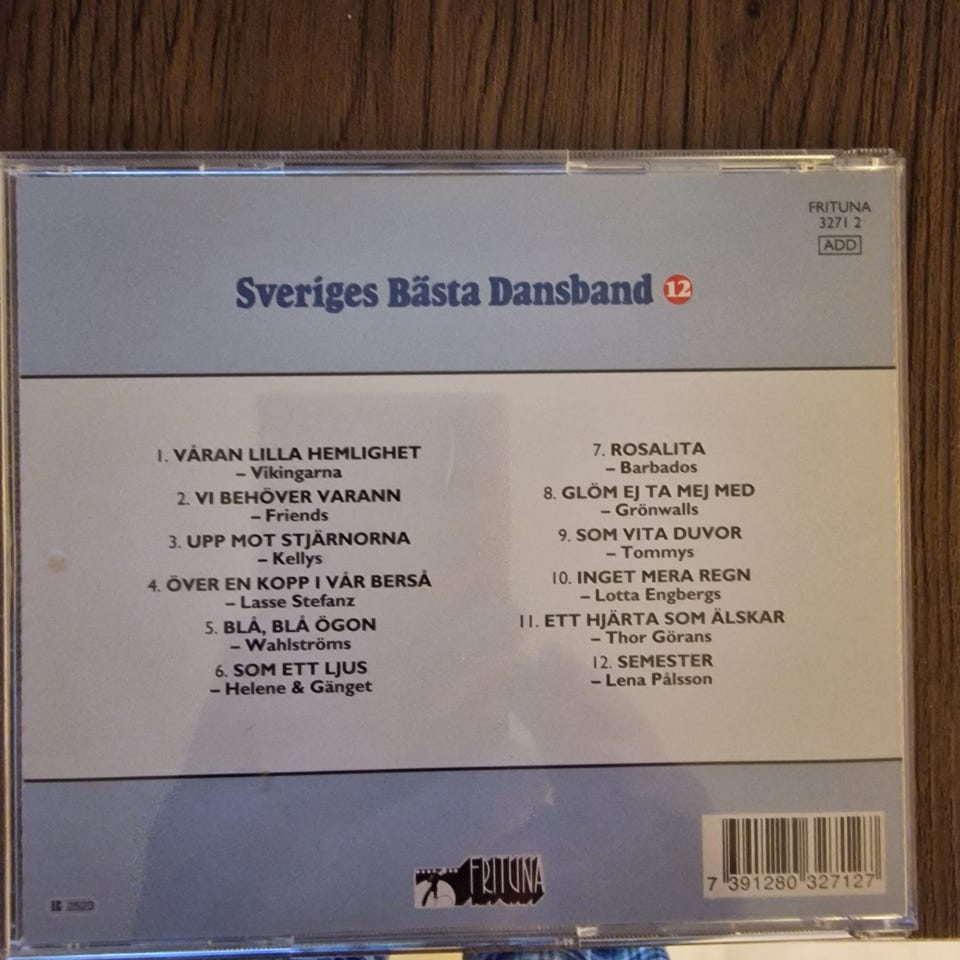 FRITUNA
3271 2
ADD
Sveriges Bästa Dansband 12
1. VÅRAN LILLA HEMLIGHET
– Vikingarna
2. VI BEHÖVER VARANN
– Friends
3. UPP MOT STJÄRNORNA
– Kellys
4. ÖVER EN KOPP I VÅR BERSÅ
– Lasse Stefanz
5. BLÅ, BLÅ ÖGON
– Wahlströms
6. SOM ETT LJUS
– Helene & Gänget
7. ROSALITA
– Barbados
8. GLÖM EJ TA MEJ MED
– Grönwalls
9. SOM VITA DUVOR
– Tommys
10. INGET MERA REGN
– Lotta Engbergs
11. ETT HJÄRTA SOM ÄLSKAR
– Thor Görans
12. SEMESTER
– Lena Pålsson
LC 2523
FRITUNA
7 391280 327127